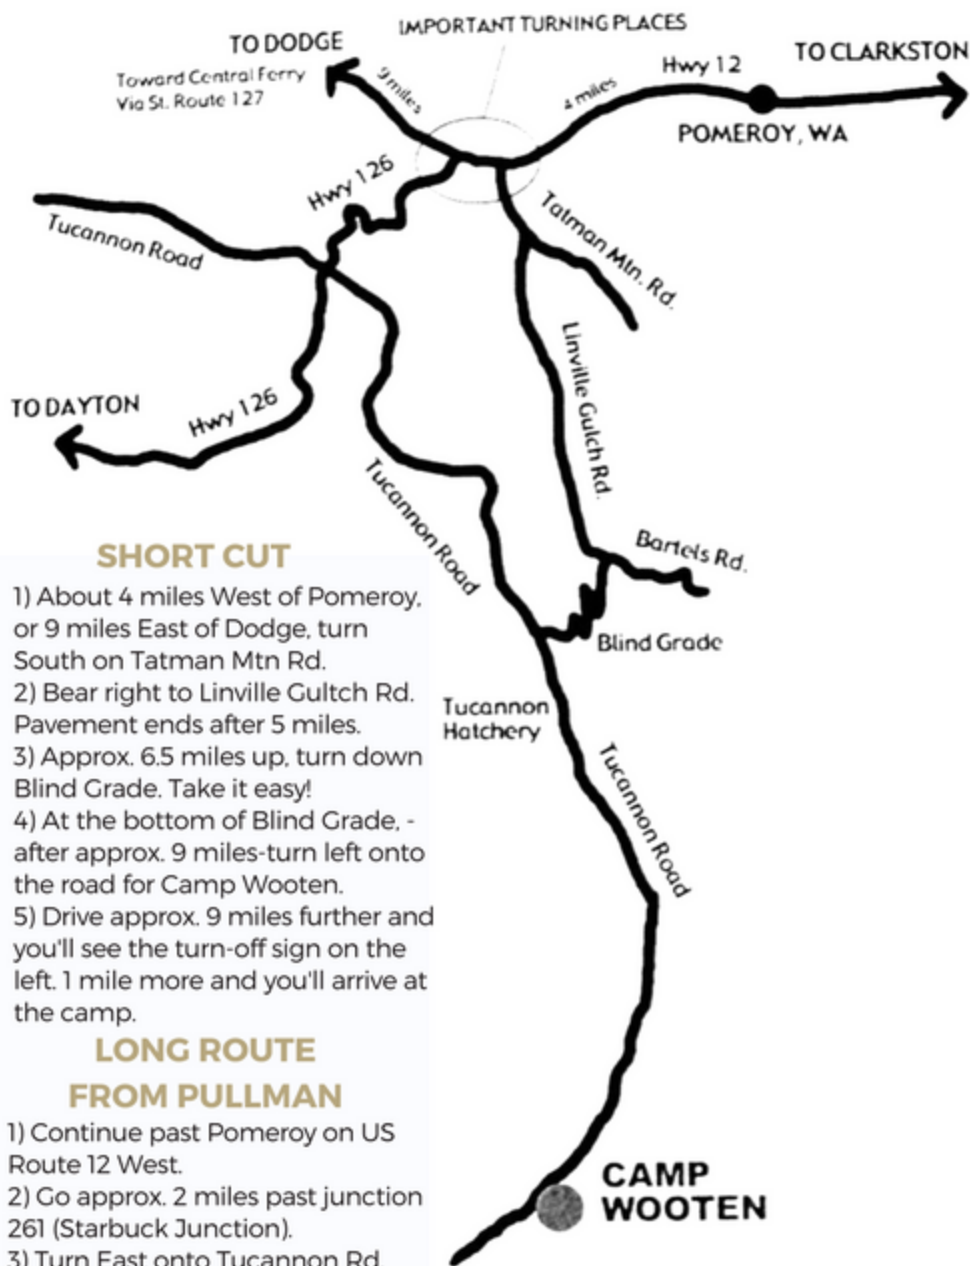 IMPORTANT TURNING PLACES
TO DODGE
Toward Central Ferry
Via St. Route 127
9 miles
4 miles
Hwy 12
TO CLARKSTON
POMEROY, WA
Hwy 126
Tucannon Road
Tatman Mtn. Rd.
Linville Gulch Rd.
TO DAYTON
Hwy 126
Tucannon Road
Bartels Rd.
Blind Grade
Tucannon
Hatchery
Tucannon Road
CAMP
WOOTEN
SHORT CUT
1) About 4 miles West of Pomeroy,
or 9 miles East of Dodge, turn
South on Tatman Mtn Rd.
2) Bear right to Linville Gultch Rd.
Pavement ends after 5 miles.
3) Approx. 6.5 miles up, turn down
Blind Grade. Take it easy!
4) At the bottom of Blind Grade, -
after approx. 9 miles-turn left onto
the road for Camp Wooten.
5) Drive approx. 9 miles further and
you'll see the turn-off sign on the
left. 1 mile more and you'll arrive at
the camp.
LONG ROUTE
FROM PULLMAN
1) Continue past Pomeroy on US
Route 12 West.
2) Go approx. 2 miles past junction
261 (Starbuck Junction).
3) Turn East onto Tucannon Rd.